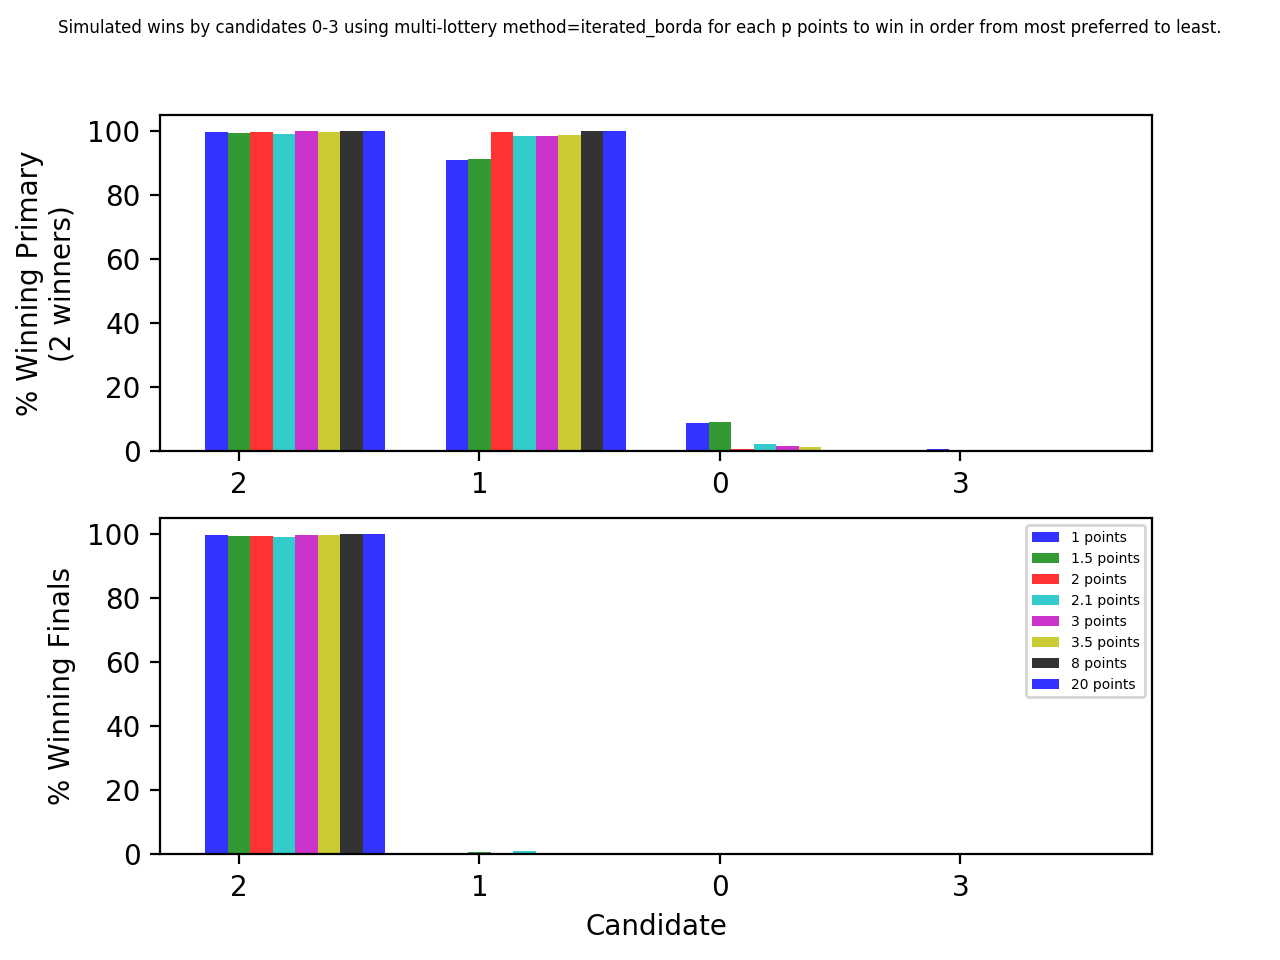 Simulated wins by candidates 0-3 using multi-lottery method=iterated_borda for each p points to win in order from most preferred to least.
% Winning Primary
(2 winners)
100
80
60
40
20
0
2 1 0 3
% Winning Finals
100
80
60
40
20
0
1 points
1.5 points
2 points
2.1 points
3 points
3.5 points
8 points
20 points
2 1 0 3
Candidate